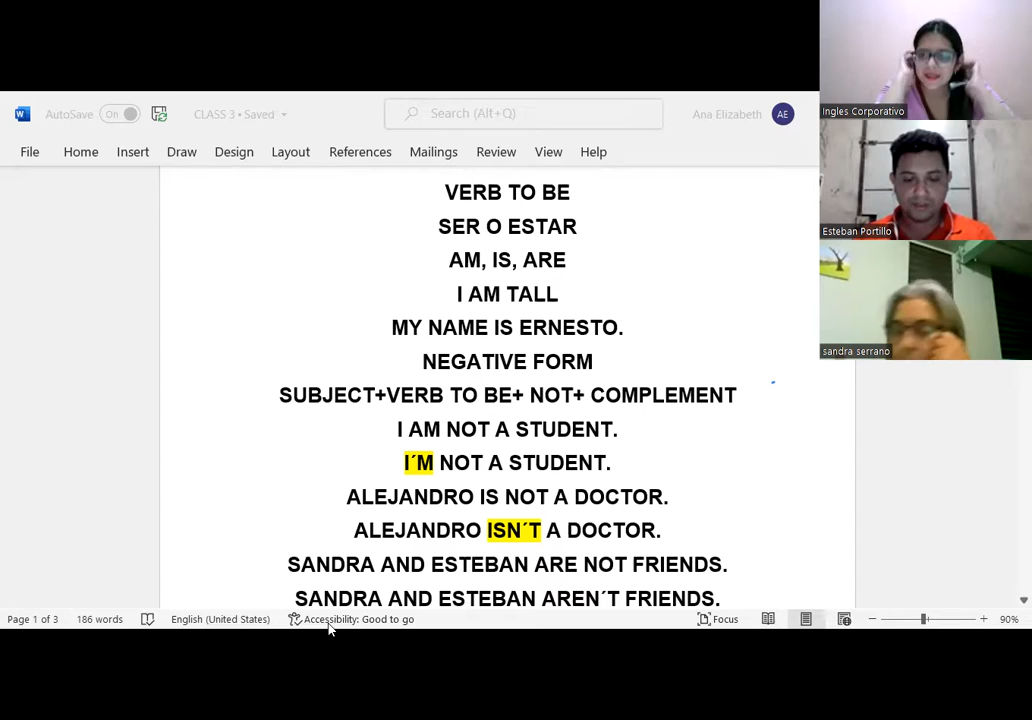 AutoSave On CLASS 3 • Saved Search (Alt+Q) Ana Elizabeth AE
File Home Insert Draw Design Layout References Mailings Review View Help
VERB TO BE
SER O ESTAR
AM, IS, ARE
I AM TALL
MY NAME IS ERNESTO.
NEGATIVE FORM
SUBJECT+VERB TO BE+ NOT+ COMPLEMENT
I AM NOT A STUDENT.
I´M NOT A STUDENT.
ALEJANDRO IS NOT A DOCTOR.
ALEJANDRO ISN´T A DOCTOR.
SANDRA AND ESTEBAN ARE NOT FRIENDS.
SANDRA AND ESTEBAN AREN´T FRIENDS.
Page 1 of 3 186 words English (United States) Accessibility: Good to go Focus 90%
Ingles Corporativo
Esteban Portillo
sandra serrano